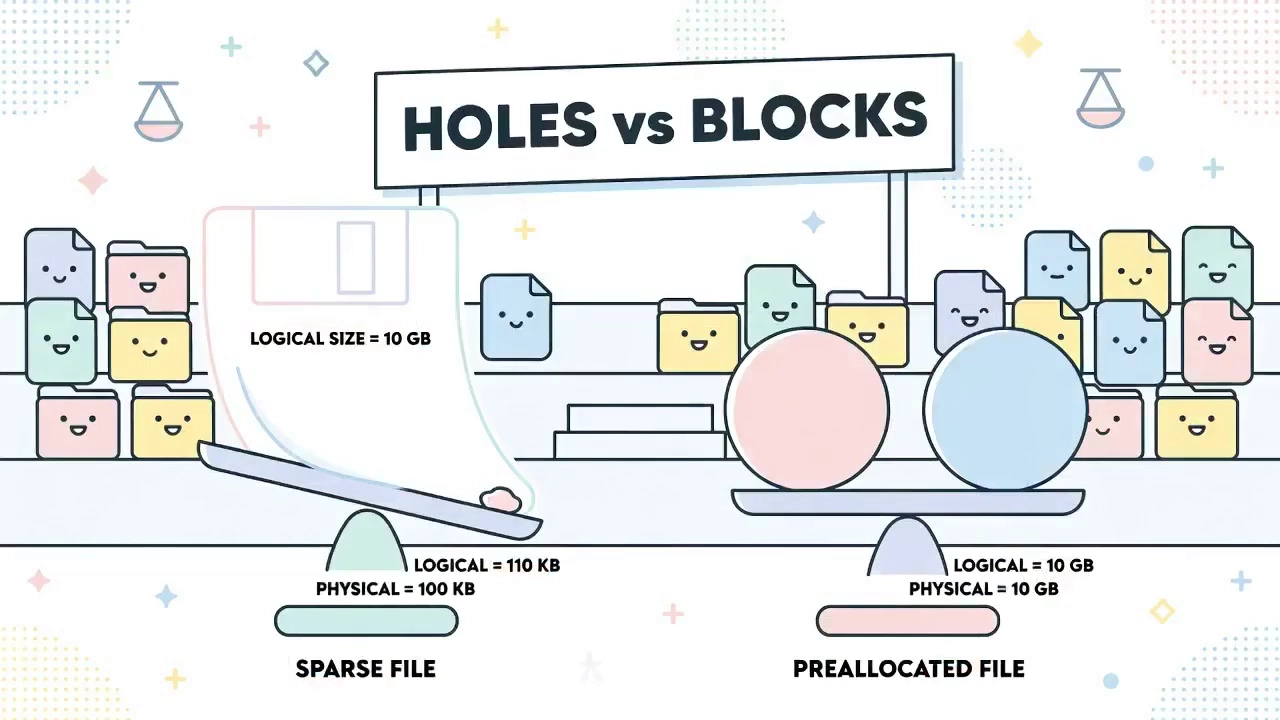 HOLES vs BLOCKS
LOGICAL SIZE = 10 GB
LOGICAL = 110 KB
PHYSICAL = 100 KB
SPARSE FILE
LOGICAL = 10 GB
PHYSICAL = 10 GB
PREALLOCATED FILE